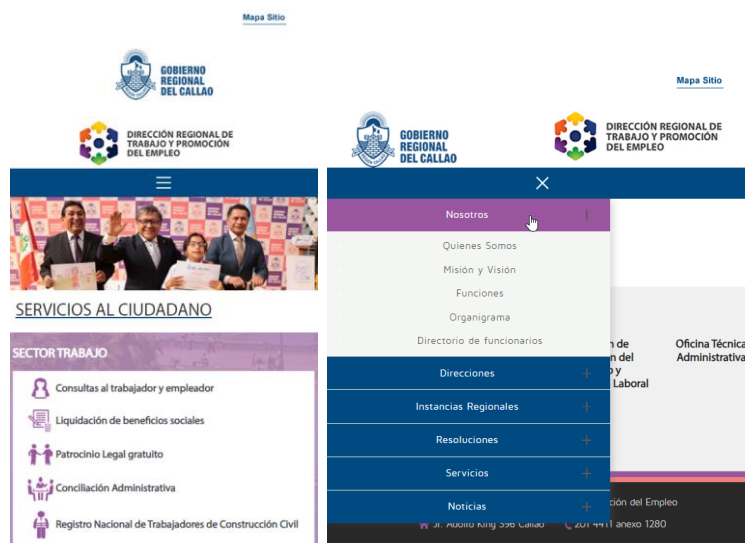 Mapa Sitio
GOBIERNO
REGIONAL
DEL CALLAO
DIRECCIÓN REGIONAL DE
TRABAJO Y PROMOCIÓN
DEL EMPLEO
SERVICIOS AL CIUDADANO
SECTOR TRABAJO
Consultas al trabajador y empleador
Liquidación de beneficios sociales
Patrocinio Legal gratuito
Conciliación Administrativa
Registro Nacional de Trabajadores de Construcción Civil
Mapa Sitio
GOBIERNO
REGIONAL
DEL CALLAO
DIRECCIÓN REGIONAL DE
TRABAJO Y PROMOCIÓN
DEL EMPLEO
Nosotros
Quienes Somos
Misión y Visión
Funciones
Organigrama
Directorio de funcionarios
Direcciones
Instancias Regionales
Resoluciones
Servicios
Noticias
n de
n del
o y
Laboral
Oficina Técnica
Administrativa
ción del Empleo
Jr. Adolfo King 396 Callao
201 4411 anexo 1280